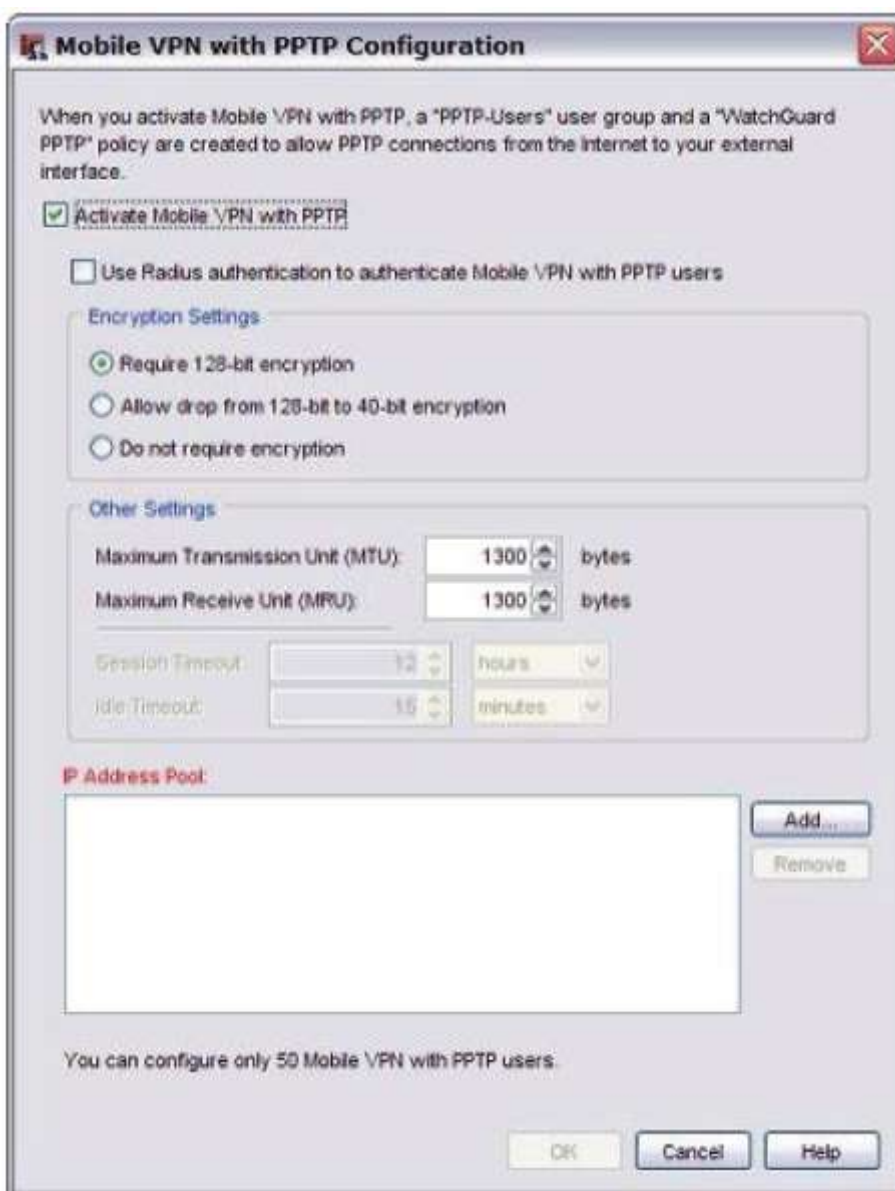 Mobile VPN with PPTP Configuration
When you activate Mobile VPN with PPTP, a "PPTP-Users" user group and a "WatchGuard
PPTP" policy are created to allow PPTP connections from the Internet to your external
interface.
Activate Mobile VPN with PPTP
Use Radius authentication to authenticate Mobile VPN with PPTP users
Encryption Settings
Require 128-bit encryption
Allow drop from 128-bit to 40-bit encryption
Do not require encryption
Other Settings
Maximum Transmission Unit (MTU): 1300 bytes
Maximum Receive Unit (MRU): 1300 bytes
Session Timeout: 12 hours
Idle Timeout: 15 minutes
IP Address Pool:
Add...
Remove
You can configure only 50 Mobile VPN with PPTP users.
OK Cancel Help